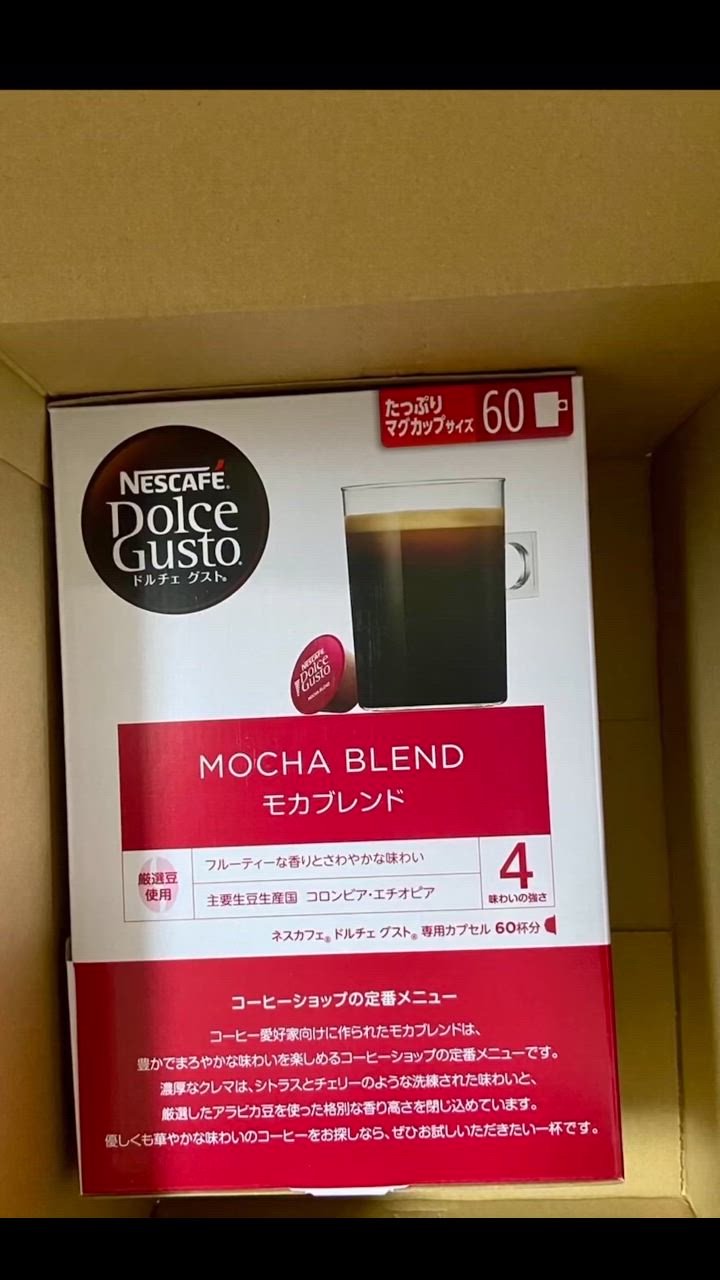 たっぷり
マグカップサイズ 60
NESCAFÉ®
Dolce
Gusto®
ドルチェ グスト®
NESCAFÉ
Dolce
Gusto
MOCHA BLEND
MOCHA BLEND
モカブレンド
厳選豆
使用
フルーティーな香りとさわやかな味わい
主要生豆生産国 コロンビア・エチオピア
4
味わいの強さ
ネスカフェ® ドルチェ グスト® 専用カプセル 60杯分
コーヒーショップの定番メニュー
コーヒー愛好家向けに作られたモカブレンドは、
豊かでまろやかな味わいを楽しめるコーヒーショップの定番メニューです。
濃厚なクレマは、シトラスとチェリーのような洗練された味わいと、
厳選したアラビカ豆を使った格別な香り高さを閉じ込めています。
優しくも華やかな味わいのコーヒーをお探しなら、ぜひお試しいただきたい一杯です。